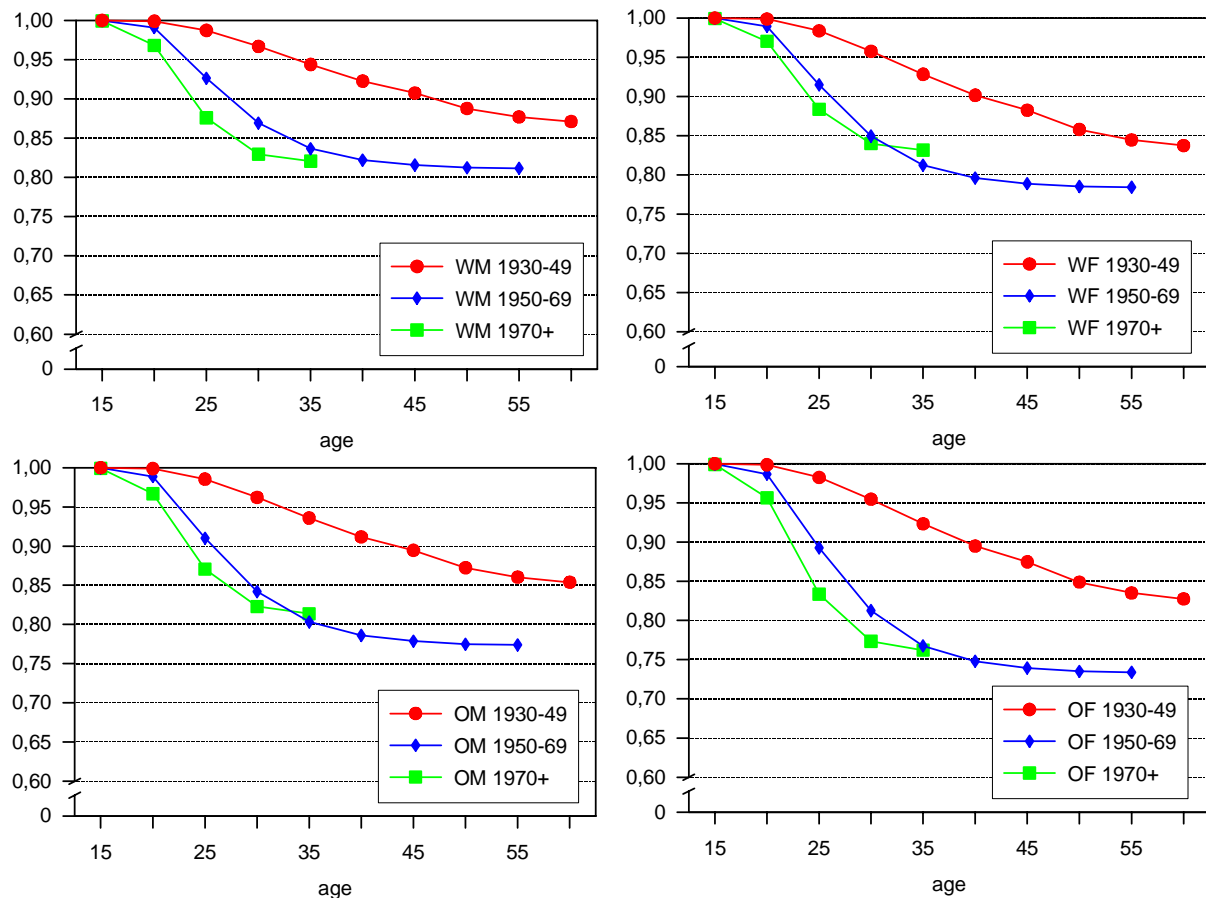 1,00
0,95
0,90
0,85
0,80
0,75
0,70
0,65
0,60
0
WM 1930-49
WM 1950-69
WM 1970+
15 25 35 45 55
age
1,00
0,95
0,90
0,85
0,80
0,75
0,70
0,65
0,60
0
WF 1930-49
WF 1950-69
WF 1970+
15 25 35 45 55
age
1,00
0,95
0,90
0,85
0,80
0,75
0,70
0,65
0,60
0
OM 1930-49
OM 1950-69
OM 1970+
15 25 35 45 55
age
1,00
0,95
0,90
0,85
0,80
0,75
0,70
0,65
0,60
0
OF 1930-49
OF 1950-69
OF 1970+
15 25 35 45 55
age